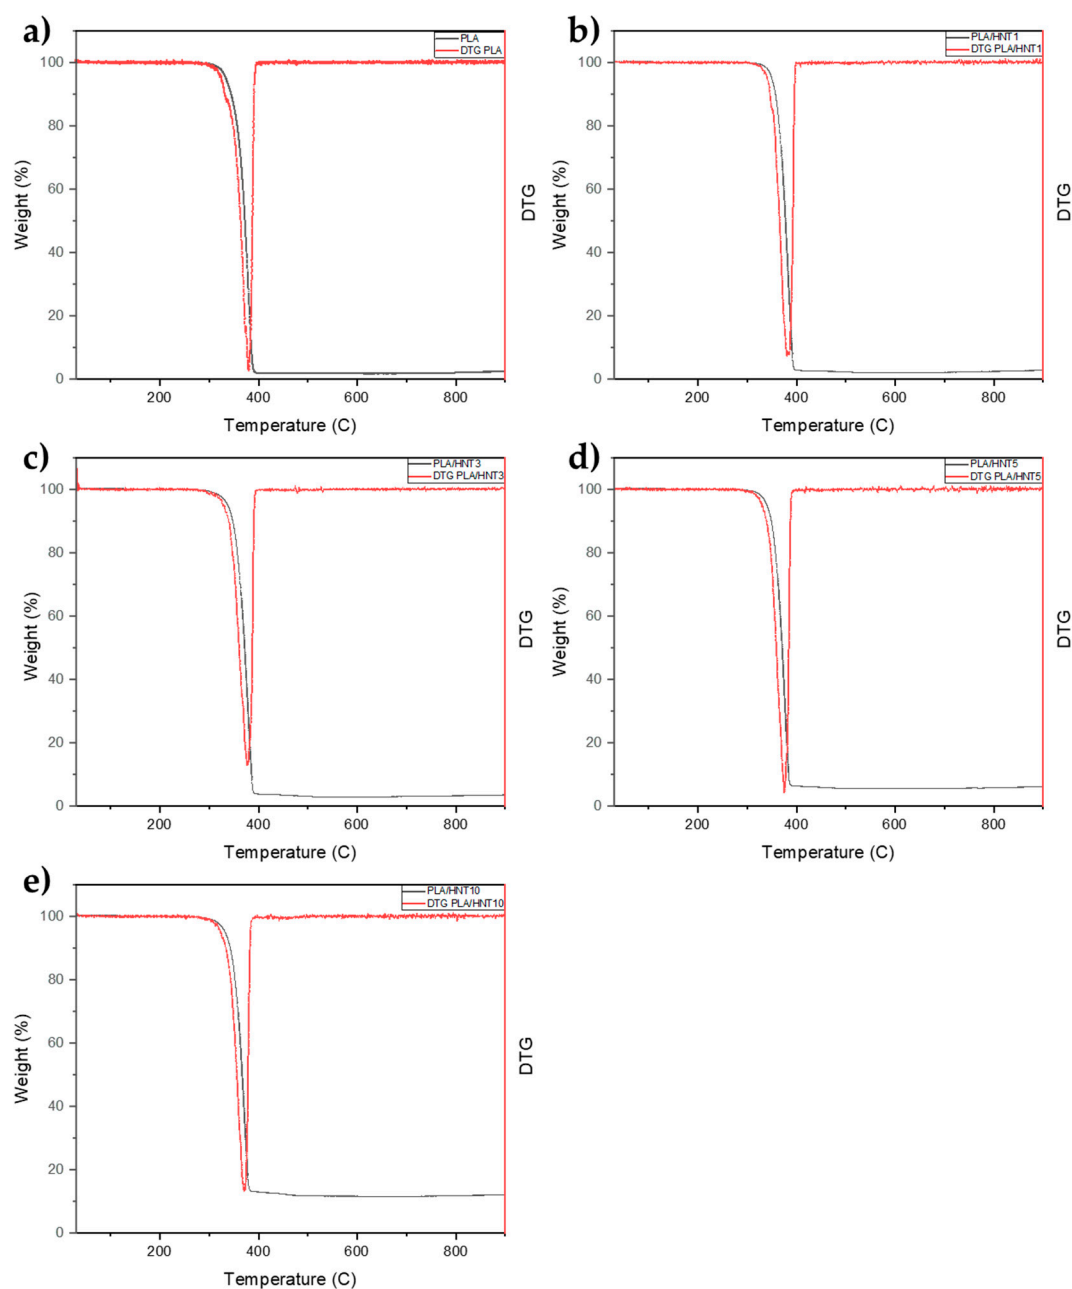 a)
PLA
DTG PLA
100
80
60
40
20
0
Weight (%)
DTG
200 400 600 800
Temperature (C)
b)
PLA/HNT1
DTG PLA/HNT1
100
80
60
40
20
0
Weight (%)
DTG
200 400 600 800
Temperature (C)
c)
PLA/HNT3
DTG PLA/HNT3
100
80
60
40
20
0
Weight (%)
DTG
200 400 600 800
Temperature (C)
d)
PLA/HNT5
DTG PLA/HNT5
100
80
60
40
20
0
Weight (%)
DTG
200 400 600 800
Temperature (C)
e)
PLA/HNT10
DTG PLA/HNT10
100
80
60
40
20
0
Weight (%)
DTG
200 400 600 800
Temperature (C)